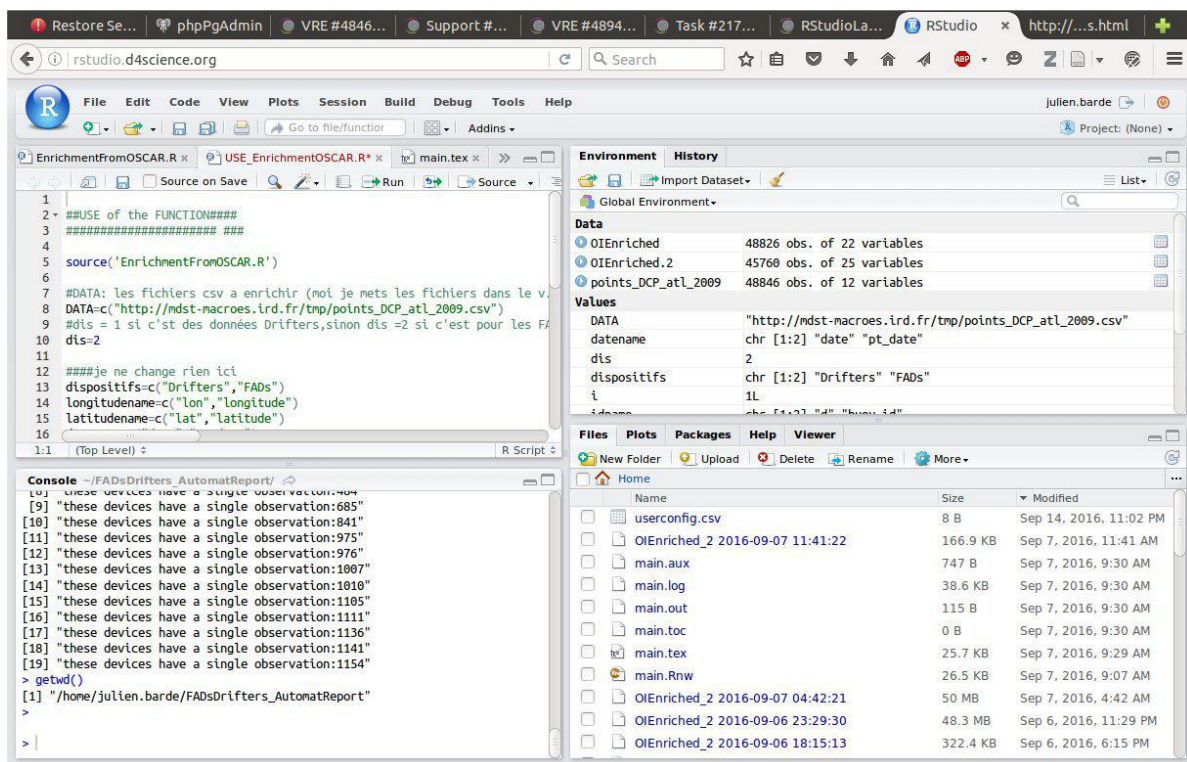 Restore Se... phpPgAdmin VRE #4846... Support #... VRE #4894... Task #217... RStudioLa... RStudio × http://...s.html
rstudio.d4science.org Search ABP Z
R File Edit Code View Plots Session Build Debug Tools Help julien.barde
Go to file/function Addins Project: (None)
EnrichmentFromOSCAR.R × USE_EnrichmentOSCAR.R* × main.tex ×
Source on Save Run Source
1
2 ##USE of the FUNCTION####
3 ####################### ###
4
5 source('EnrichmentFromOSCAR.R')
6
7 #DATA: les fichiers csv a enrichir (moi je mets les fichiers dans le v.
8 DATA=c("http://mdst-macroes.ird.fr/tmp/points_DCP_atl_2009.csv")
9 #dis = 1 si c'st des données Drifters,sinon dis =2 si c'est pour les FA
10 dis=2
11
12 ####je ne change rien ici
13 dispositifs=c("Drifters","FADs")
14 longitudename=c("lon","longitude")
15 latitudename=c("lat","latitude")
16
1:1 (Top Level) R Script
Console ~/FADsDrifters_AutomatReport/
[8] "these devices have a single observation:464"
[9] "these devices have a single observation:685"
[10] "these devices have a single observation:841"
[11] "these devices have a single observation:975"
[12] "these devices have a single observation:976"
[13] "these devices have a single observation:1007"
[14] "these devices have a single observation:1010"
[15] "these devices have a single observation:1105"
[16] "these devices have a single observation:1111"
[17] "these devices have a single observation:1136"
[18] "these devices have a single observation:1141"
[19] "these devices have a single observation:1154"
> getwd()
[1] "/home/julien.barde/FADsDrifters_AutomatReport"
>
>
Environment History
Import Dataset List
Global Environment
Data
OIEnriched 48826 obs. of 22 variables
OIEnriched.2 45760 obs. of 25 variables
points_DCP_atl_2009 48846 obs. of 12 variables
Values
DATA "http://mdst-macroes.ird.fr/tmp/points_DCP_atl_2009.csv"
datename chr [1:2] "date" "pt_date"
dis 2
dispositifs chr [1:2] "Drifters" "FADs"
i 1L
idname chr [1:2] "d" "buoy_id"
Files Plots Packages Help Viewer
New Folder Upload Delete Rename More
Home ...
Name Size Modified
userconfig.csv 8 B Sep 14, 2016, 11:02 PM
OIEnriched_2 2016-09-07 11:41:22 166.9 KB Sep 7, 2016, 11:41 AM
main.aux 747 B Sep 7, 2016, 9:30 AM
main.log 38.6 KB Sep 7, 2016, 9:30 AM
main.out 115 B Sep 7, 2016, 9:30 AM
main.toc 0 B Sep 7, 2016, 9:30 AM
main.tex 25.7 KB Sep 7, 2016, 9:29 AM
main.Rnw 26.5 KB Sep 7, 2016, 9:07 AM
OIEnriched_2 2016-09-07 04:42:21 50 MB Sep 7, 2016, 4:42 AM
OIEnriched_2 2016-09-06 23:29:30 48.3 MB Sep 6, 2016, 11:29 PM
OIEnriched_2 2016-09-06 18:15:13 322.4 KB Sep 6, 2016, 6:15 PM